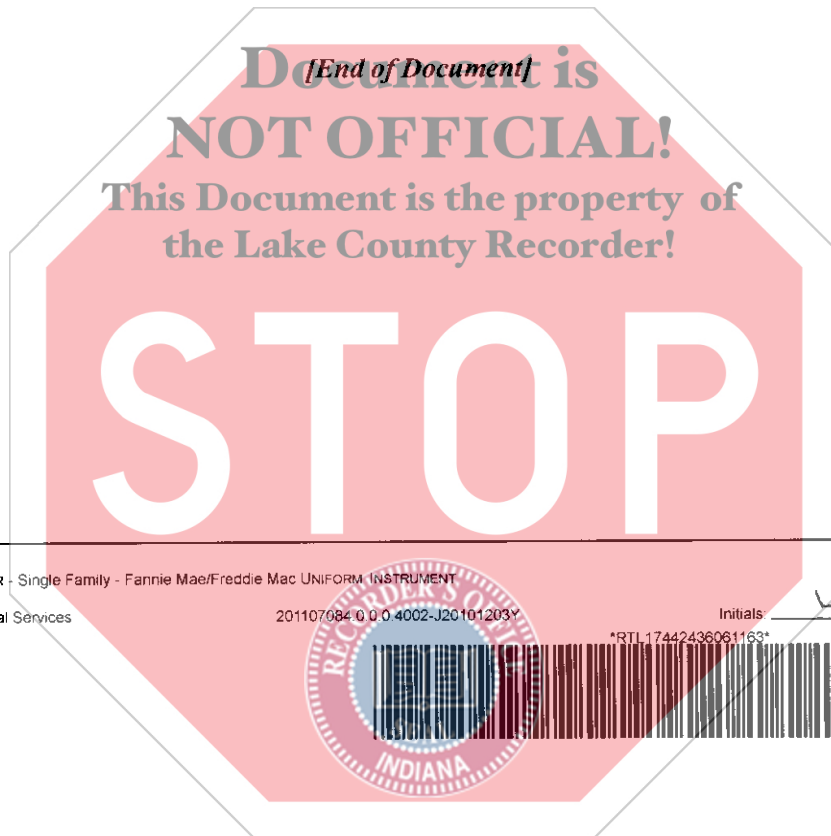 [End of Document]
Document is
NOT OFFICIAL!
This Document is the property of
the Lake County Recorder!
STOP
R - Single Family - Fannie Mae/Freddie Mac UNIFORM INSTRUMENT
al Services 201107084.0.0.0.4002-J20101203Y Initials:
*RTL17442436061163*
RECORDER'S OFFICE
INDIANA